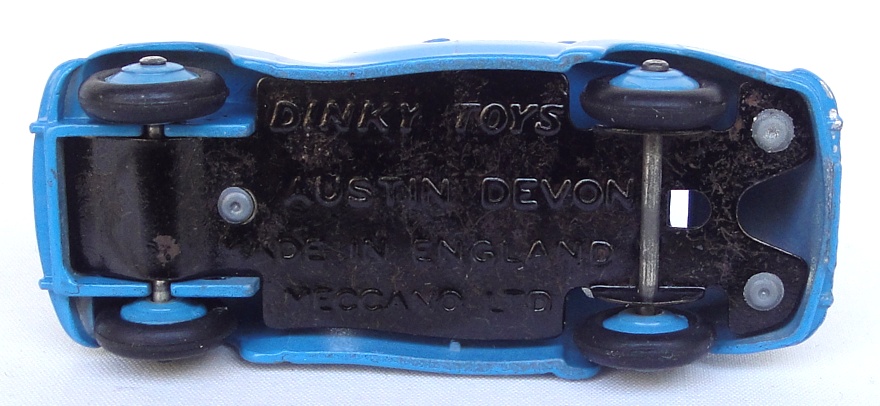 DINKY TOYS
AUSTIN DEVON
MADE IN ENGLAND
MECCANO LTD